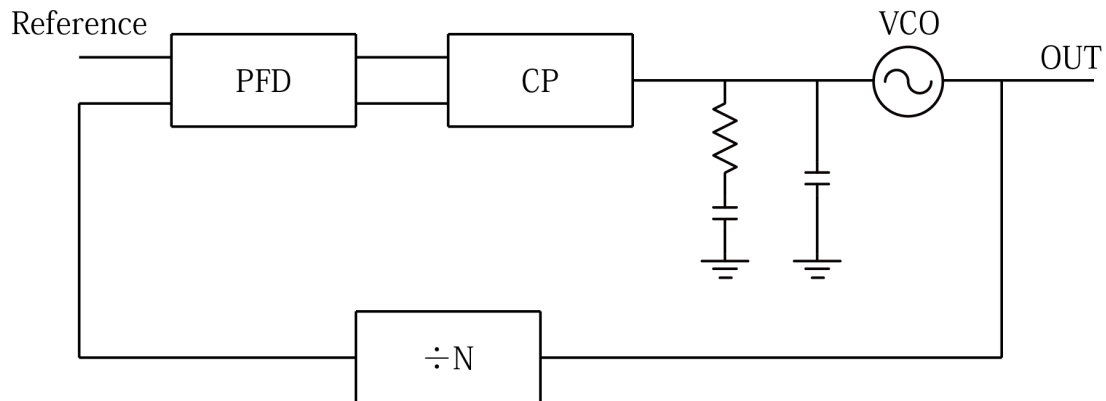 Reference
VCO
OUT
PFD
CP
÷N